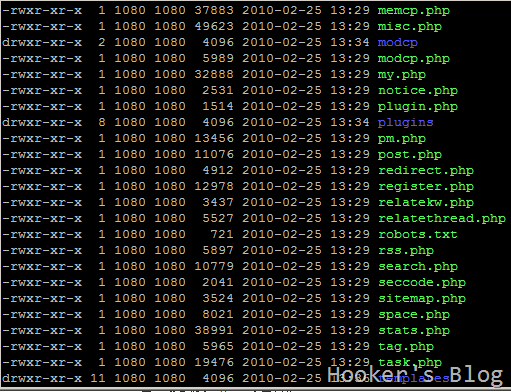 -rwxr-xr-x 1 1080 1080 37883 2010-02-25 13:29 memcp.php
-rwxr-xr-x 1 1080 1080 49623 2010-02-25 13:29 misc.php
drwxr-xr-x 2 1080 1080 4096 2010-02-25 13:34 modcp
-rwxr-xr-x 1 1080 1080 5989 2010-02-25 13:29 modcp.php
-rwxr-xr-x 1 1080 1080 32888 2010-02-25 13:29 my.php
-rwxr-xr-x 1 1080 1080 2531 2010-02-25 13:29 notice.php
-rwxr-xr-x 1 1080 1080 1514 2010-02-25 13:29 plugin.php
drwxr-xr-x 8 1080 1080 4096 2010-02-25 13:34 plugins
-rwxr-xr-x 1 1080 1080 13456 2010-02-25 13:29 pm.php
-rwxr-xr-x 1 1080 1080 11076 2010-02-25 13:29 post.php
-rwxr-xr-x 1 1080 1080 4912 2010-02-25 13:29 redirect.php
-rwxr-xr-x 1 1080 1080 12978 2010-02-25 13:29 register.php
-rwxr-xr-x 1 1080 1080 3437 2010-02-25 13:29 relatekw.php
-rwxr-xr-x 1 1080 1080 5527 2010-02-25 13:29 relatethread.php
-rwxr-xr-x 1 1080 1080 721 2010-02-25 13:29 robots.txt
-rwxr-xr-x 1 1080 1080 5897 2010-02-25 13:29 rss.php
-rwxr-xr-x 1 1080 1080 10779 2010-02-25 13:29 search.php
-rwxr-xr-x 1 1080 1080 2041 2010-02-25 13:29 seccode.php
-rwxr-xr-x 1 1080 1080 3524 2010-02-25 13:29 sitemap.php
-rwxr-xr-x 1 1080 1080 8021 2010-02-25 13:29 space.php
-rwxr-xr-x 1 1080 1080 38991 2010-02-25 13:29 stats.php
-rwxr-xr-x 1 1080 1080 5965 2010-02-25 13:29 tag.php
-rwxr-xr-x 1 1080 1080 19476 2010-02-25 13:29 task.php
drwxrwxr-x 11 1080 1080 4096 2010-02-25 templates
Hooker's Blog